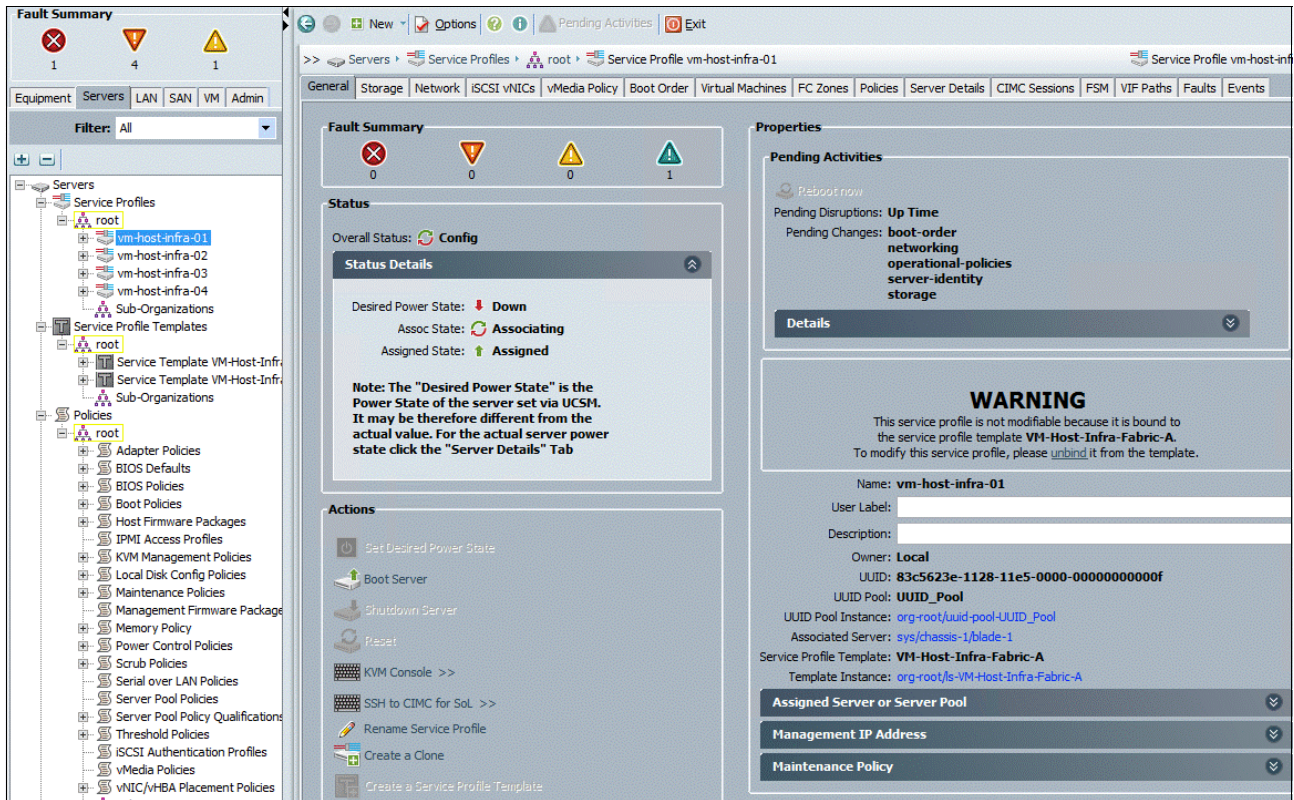 Fault Summary
1 4 1
Equipment Servers LAN SAN VM Admin
Filter: All
Servers
Service Profiles
root
vm-host-infra-01
vm-host-infra-02
vm-host-infra-03
vm-host-infra-04
Sub-Organizations
Service Profile Templates
root
Service Template VM-Host-Infra
Service Template VM-Host-Infra
Sub-Organizations
Policies
root
Adapter Policies
BIOS Defaults
BIOS Policies
Boot Policies
Host Firmware Packages
IPMI Access Profiles
KVM Management Policies
Local Disk Config Policies
Maintenance Policies
Management Firmware Package
Memory Policy
Power Control Policies
Scrub Policies
Serial over LAN Policies
Server Pool Policies
Server Pool Policy Qualifications
Threshold Policies
iSCSI Authentication Profiles
vMedia Policies
vNIC/vHBA Placement Policies
New Options Pending Activities Exit
>> Servers Service Profiles root Service Profile vm-host-infra-01 Service Profile vm-host-inf
General Storage Network iSCSI vNICs vMedia Policy Boot Order Virtual Machines FC Zones Policies Server Details CIMC Sessions FSM VIF Paths Faults Events
Fault Summary
0 0 0 1
Status
Overall Status: Config
Status Details
Desired Power State: Down
Assoc State: Associating
Assigned State: Assigned
Note: The "Desired Power State" is the
Power State of the server set via UCSM.
It may be therefore different from the
actual value. For the actual server power
state click the "Server Details" Tab
Actions
Set Desired Power State
Boot Server
Shutdown Server
Reset
KVM Console >>
SSH to CIMC for SoL >>
Rename Service Profile
Create a Clone
Create a Service Profile Template
Properties
Pending Activities
Reboot now
Pending Disruptions: Up Time
Pending Changes: boot-order
networking
operational-policies
server-identity
storage
Details
WARNING
This service profile is not modifiable because it is bound to
the service profile template VM-Host-Infra-Fabric-A.
To modify this service profile, please unbind it from the template.
Name: vm-host-infra-01
User Label:
Description:
Owner: Local
UUID: 83c5623e-1128-11e5-0000-00000000000f
UUID Pool: UUID_Pool
UUID Pool Instance: org-root/uuid-pool-UUID_Pool
Associated Server: sys/chassis-1/blade-1
Service Profile Template: VM-Host-Infra-Fabric-A
Template Instance: org-root/ls-VM-Host-Infra-Fabric-A
Assigned Server or Server Pool
Management IP Address
Maintenance Policy